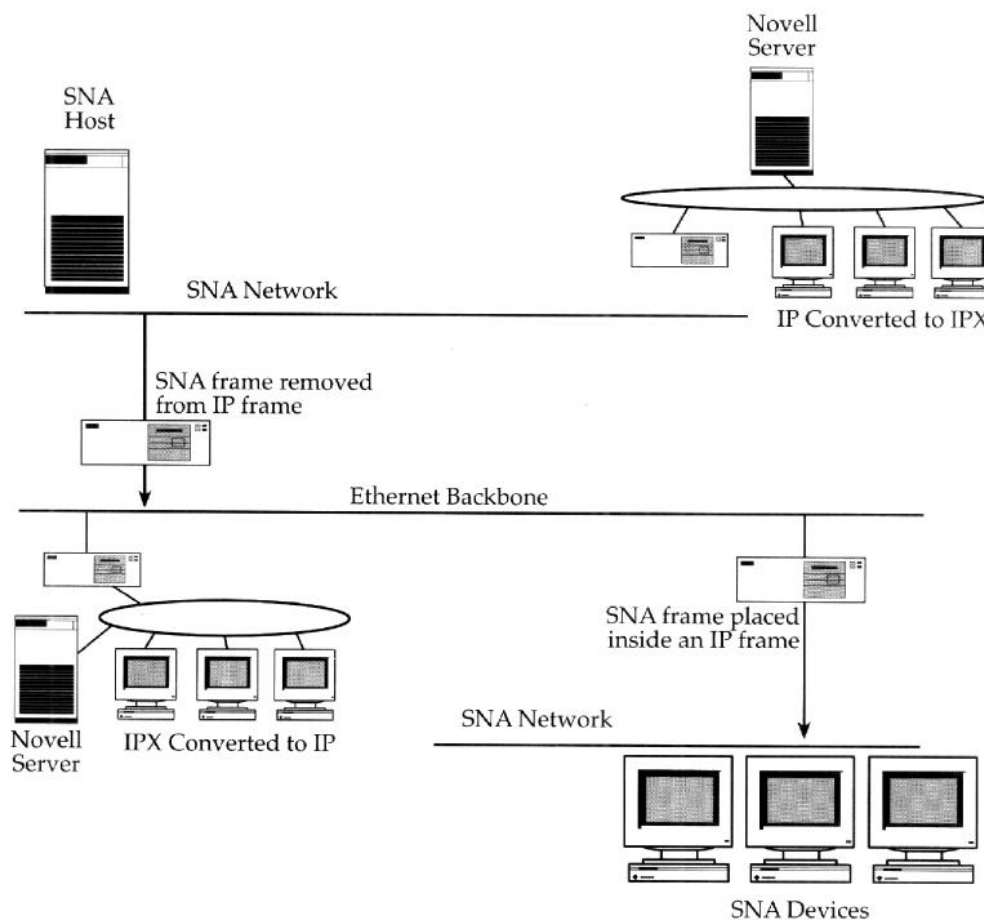 Novell
Server
SNA
Host
SNA Network
IP Converted to IPX
SNA frame removed
from IP frame
Ethernet Backbone
SNA frame placed
inside an IP frame
Novell
Server
IPX Converted to IP
SNA Network
SNA Devices